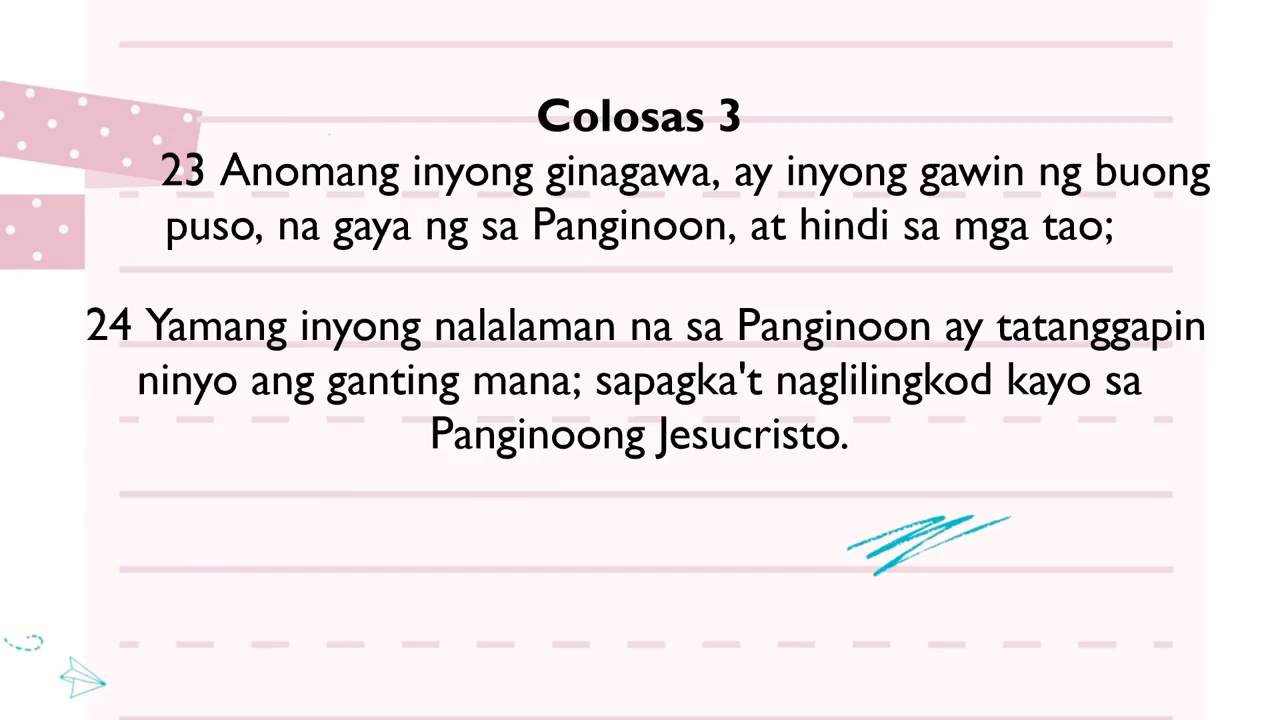 Colosas 3
23 Anomang inyong ginagawa, ay inyong gawin ng buong
puso, na gaya ng sa Panginoon, at hindi sa mga tao;
24 Yamang inyong nalalaman na sa Panginoon ay tatanggapin
ninyo ang ganting mana; sapagka't naglilingkod kayo sa
Panginoong Jesucristo.